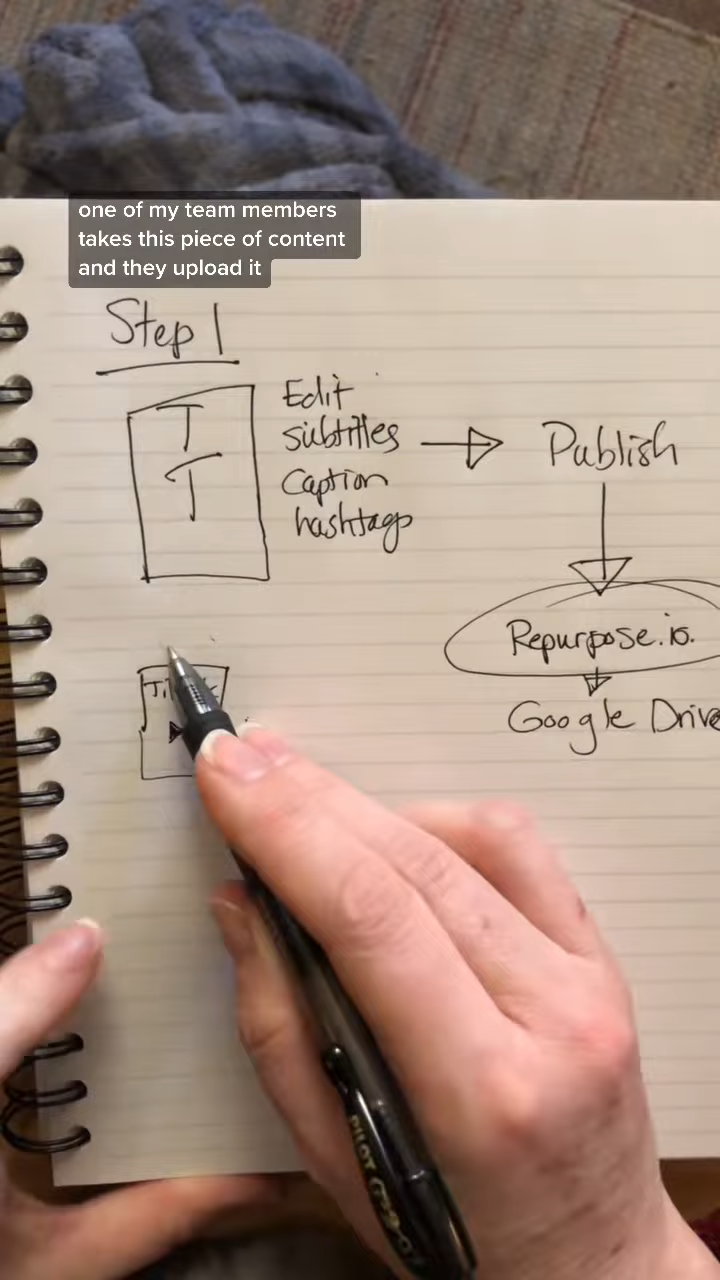 one of my team members
takes this piece of content
and they upload it
Step 1
T
T
Edit
subtitles
Caption
hashtags
Publish
Repurpose.io.
Google Drive
PILOT